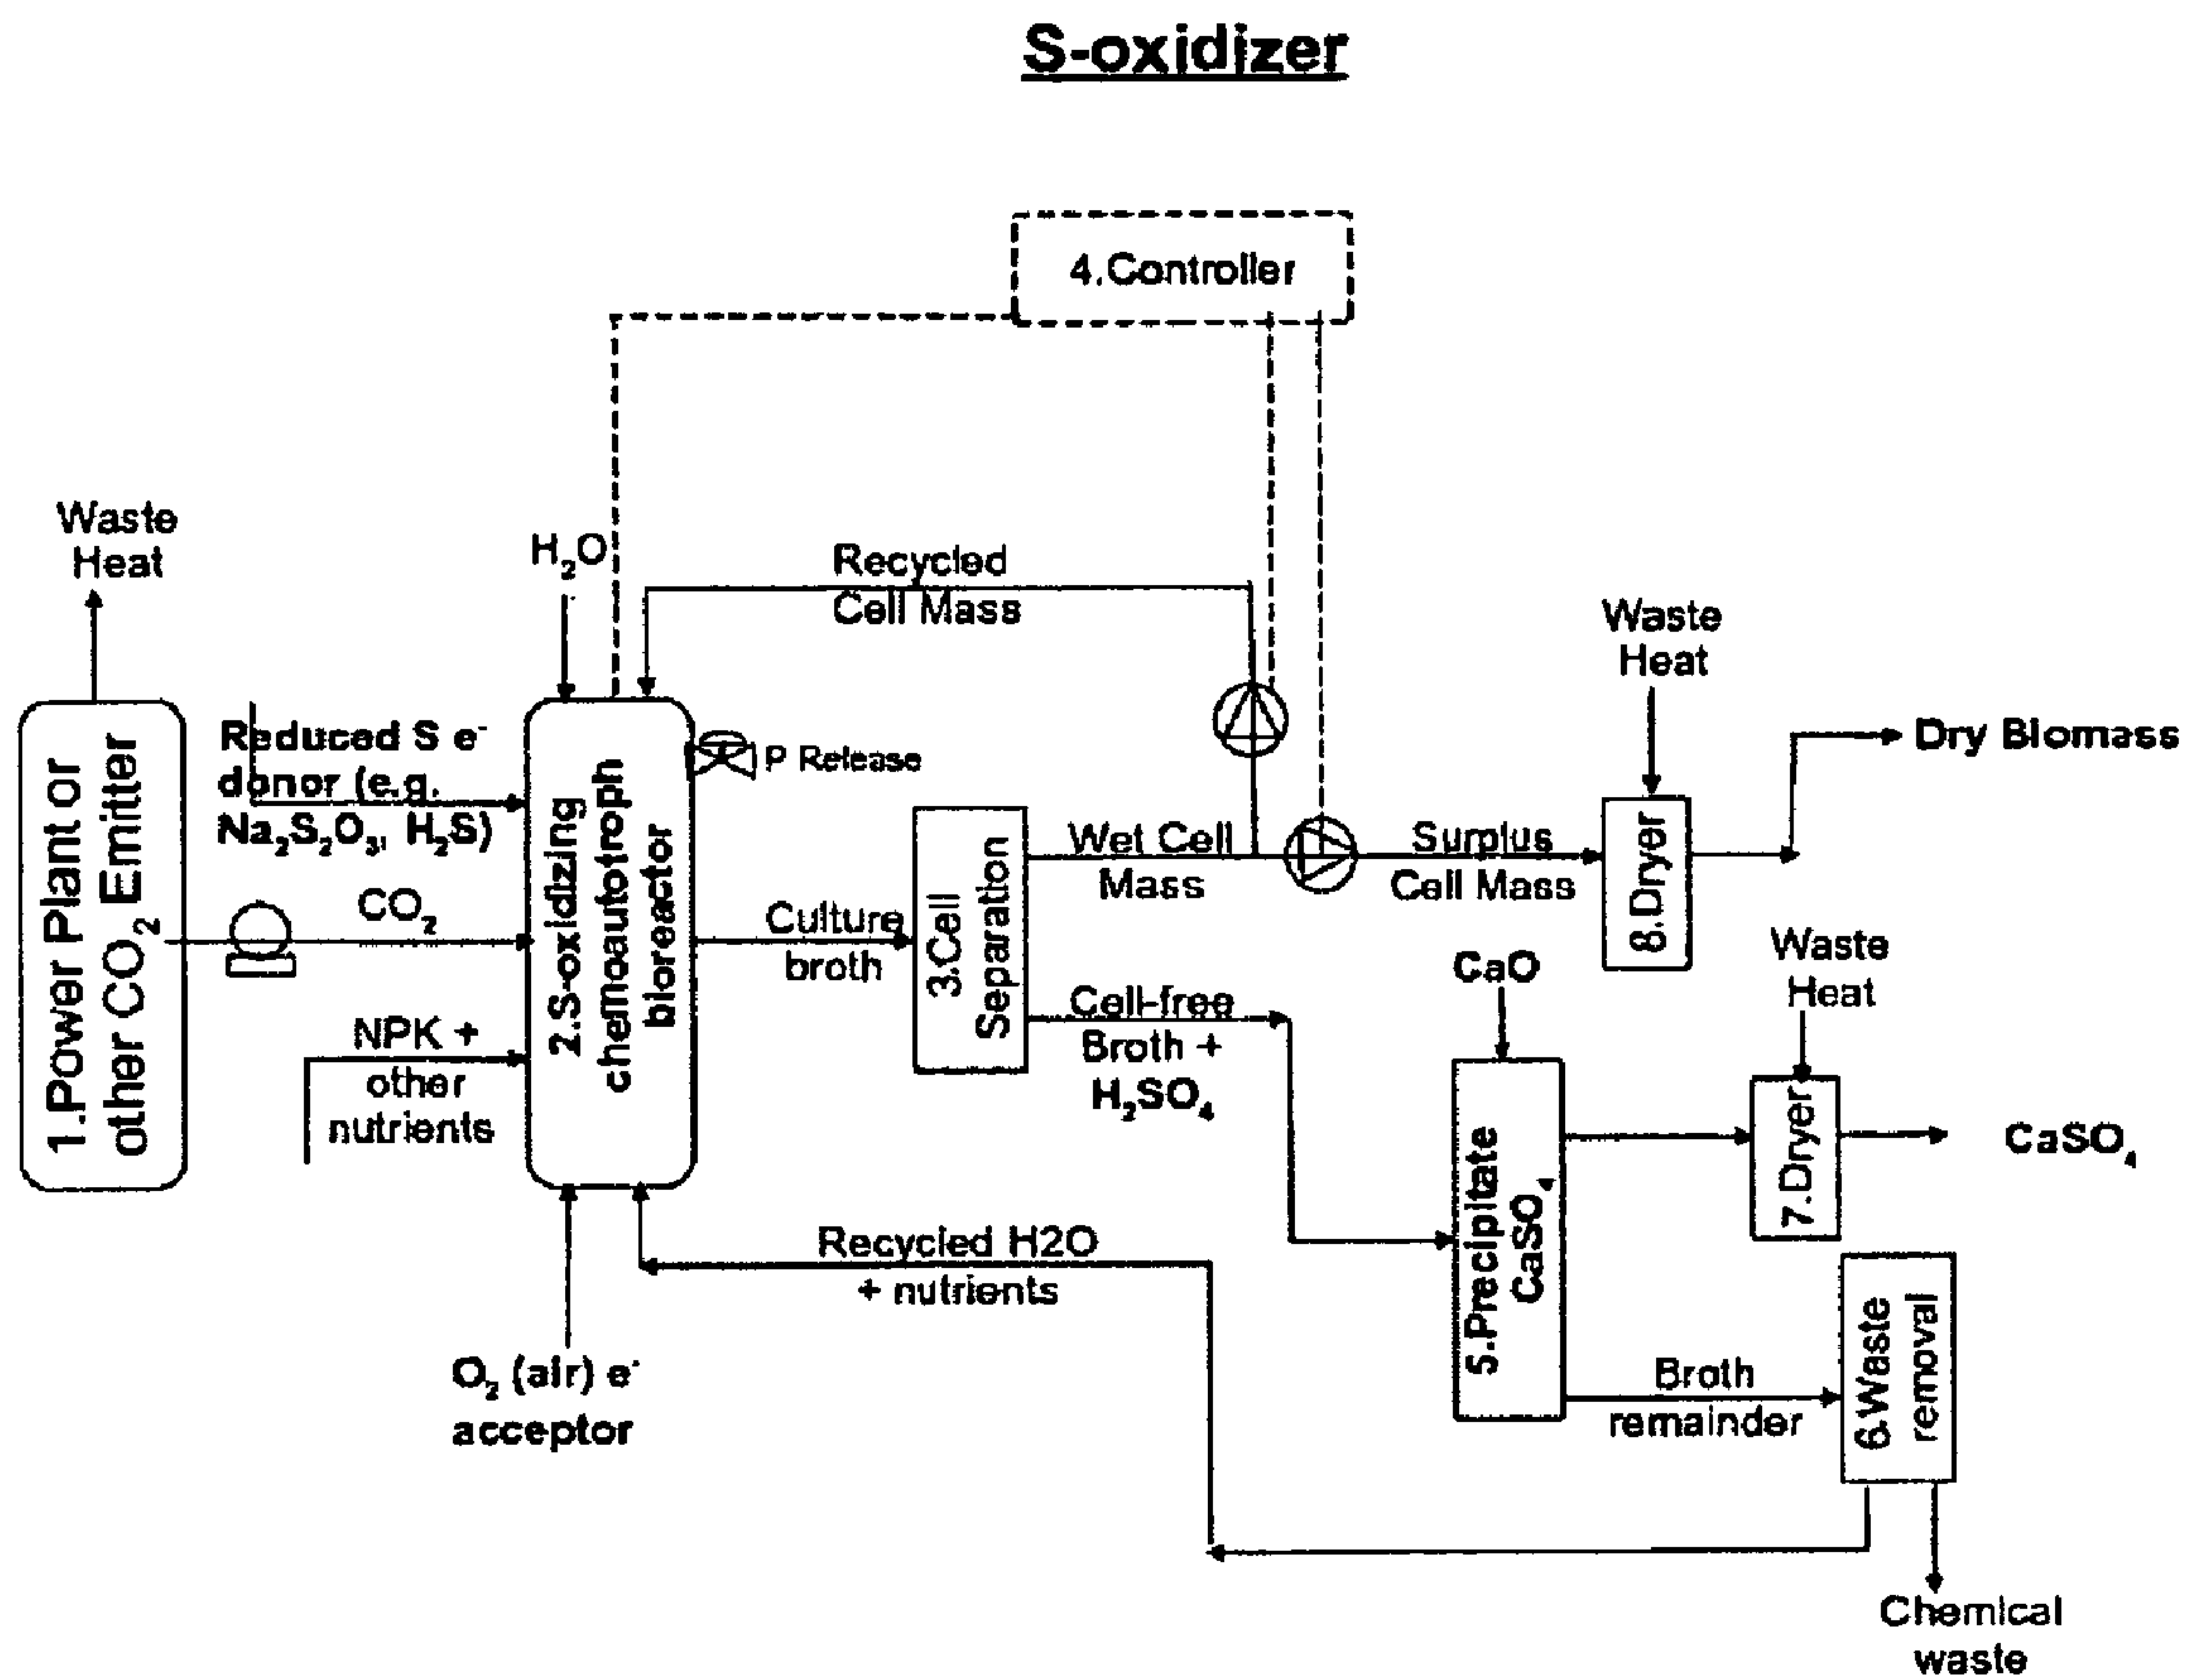 S-oxidizer
4.Controller
Waste
Heat
H₂O
Recycled
Cell Mass
Waste
Heat
1.Power Plant or
other CO₂ Emitter
Reduced S e⁻
donor (e.g.
Na₂S₂O₃, H₂S)
2.S-oxidizing
chemoautotroph
bioreactor
P Release
Dry Biomass
3.Cell
Separation
Wet Cell
Mass
Surplus
Cell Mass
8.Dryer
CO₂
Culture
broth
CaO
Waste
Heat
NPK +
other
nutrients
Cell-free
Broth +
H₂SO₄
5.Precipitate
CaSO₄
7.Dryer
CaSO₄
Recycled H2O
+ nutrients
O₂ (air) e⁻
acceptor
Broth
remainder
6.Waste
removal
Chemical
waste